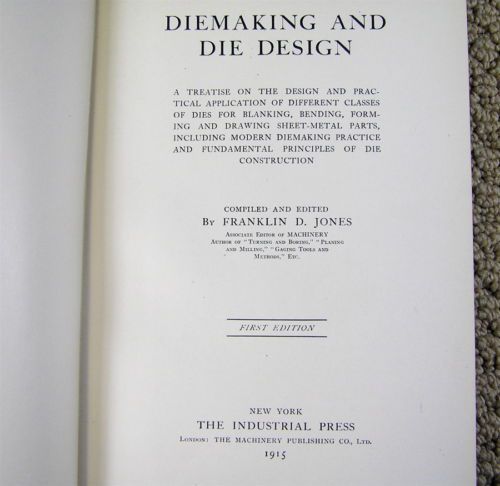 DIEMAKING AND
DIE DESIGN
A TREATISE ON THE DESIGN AND PRAC-
TICAL APPLICATION OF DIFFERENT CLASSES
OF DIES FOR BLANKING, BENDING, FORM-
ING AND DRAWING SHEET-METAL PARTS,
INCLUDING MODERN DIEMAKING PRACTICE
AND FUNDAMENTAL PRINCIPLES OF DIE
CONSTRUCTION
COMPILED AND EDITED
BY FRANKLIN D. JONES
ASSOCIATE EDITOR OF MACHINERY
AUTHOR OF "TURNING AND BORING," "PLANING
AND MILLING," "GAGING TOOLS AND
METHODS," ETC.
FIRST EDITION
NEW YORK
THE INDUSTRIAL PRESS
LONDON: THE MACHINERY PUBLISHING CO., LTD.
1915